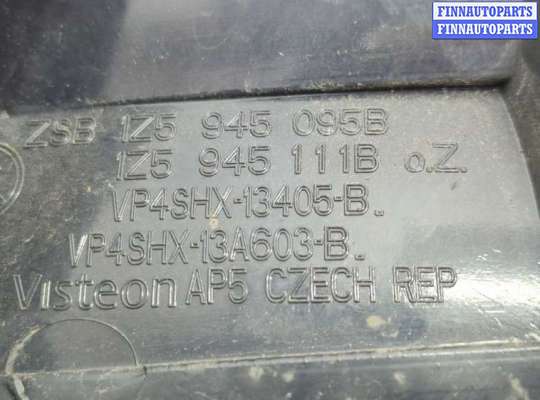 FINNAUTOPARTS
FINNAUTOPARTS
ZSB 1Z5 945 095B
1Z5 945 111B o.Z.
VP4SHX-13405-B..
VP4SHX-13A603-B..
Visteon AP5 CZECH REP